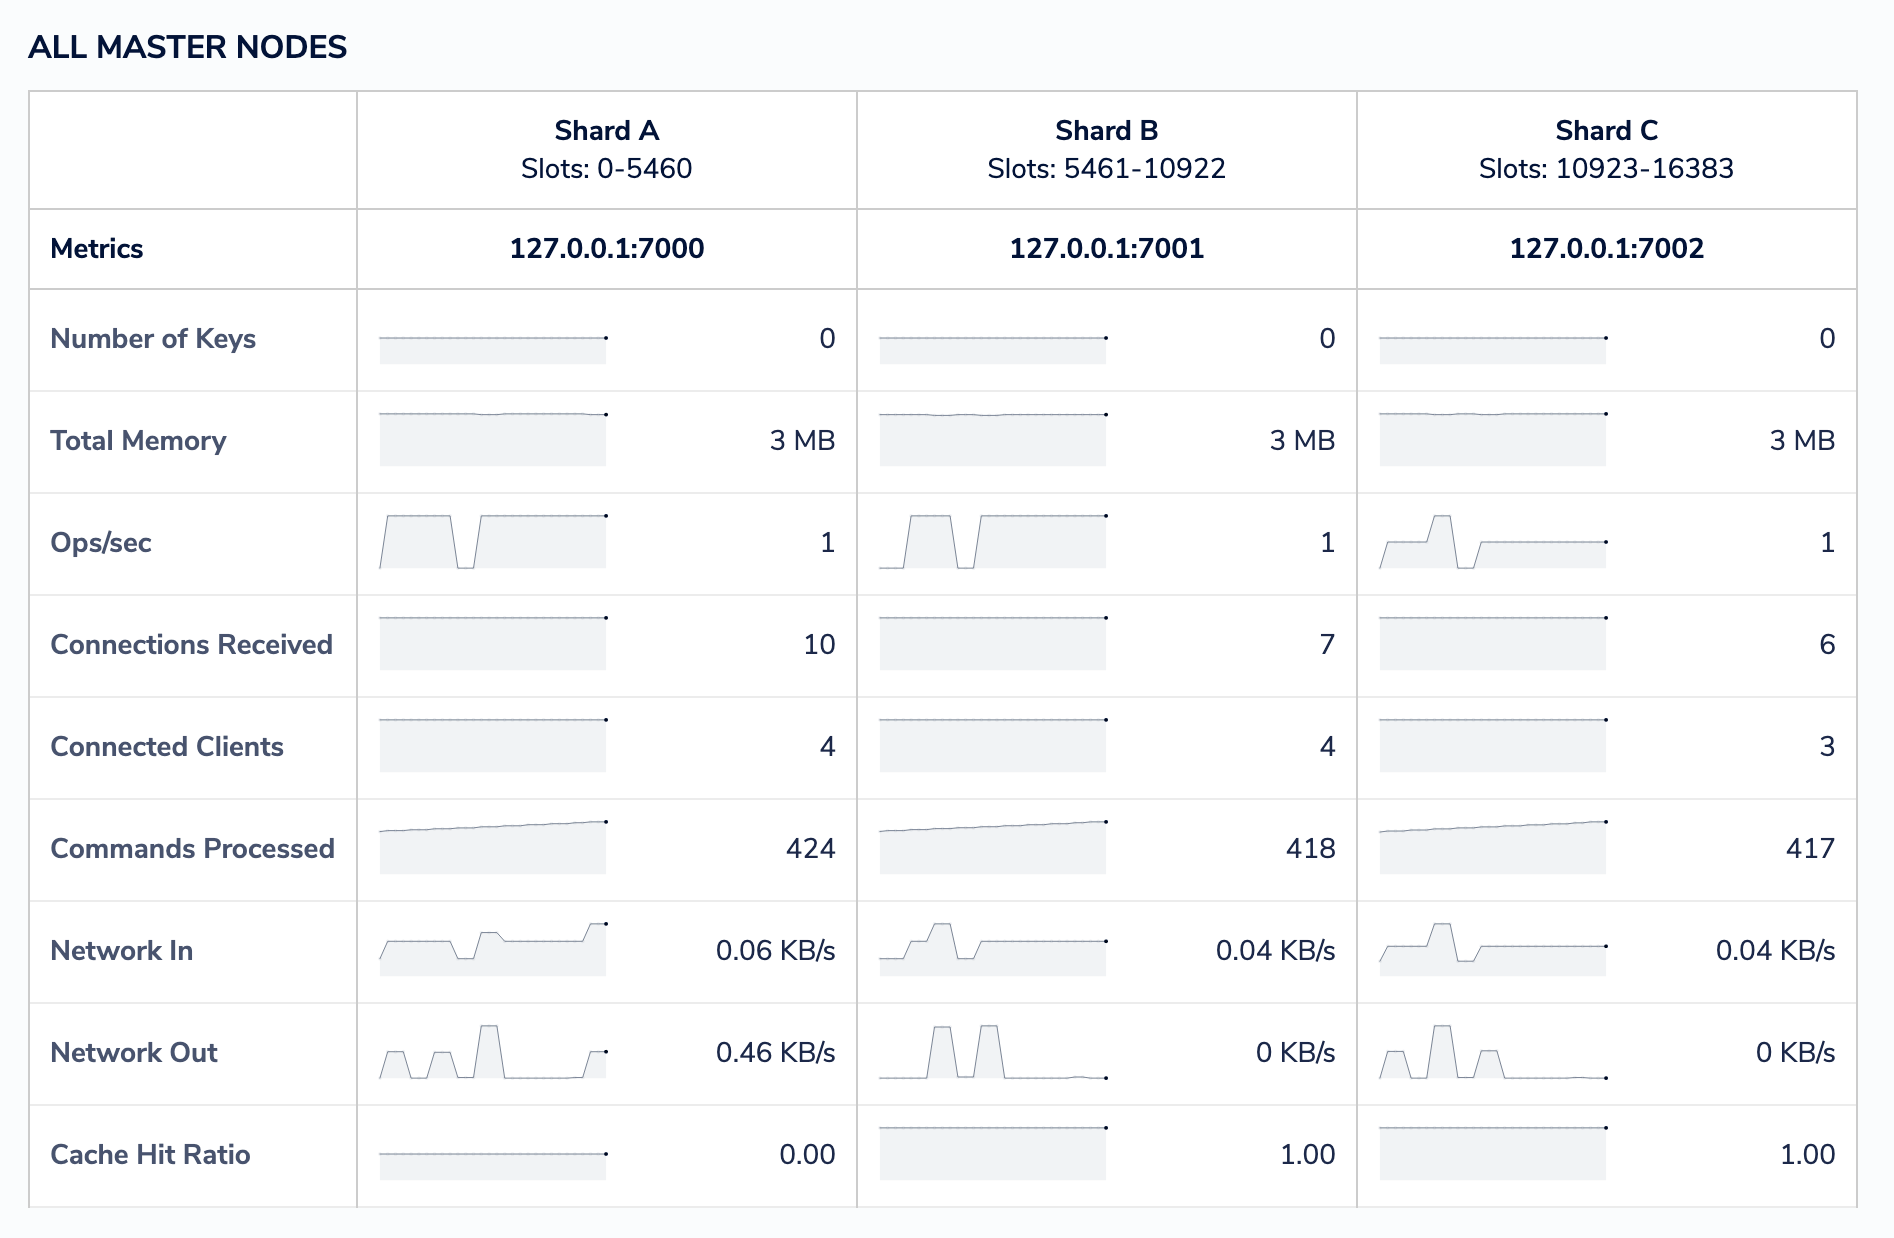 ALL MASTER NODES
Shard A
Slots: 0-5460
Shard B
Slots: 5461-10922
Shard C
Slots: 10923-16383
Metrics 127.0.0.1:7000 127.0.0.1:7001 127.0.0.1:7002
Number of Keys 0 0 0
Total Memory 3 MB 3 MB 3 MB
Ops/sec 1 1 1
Connections Received 10 7 6
Connected Clients 4 4 3
Commands Processed 424 418 417
Network In 0.06 KB/s 0.04 KB/s 0.04 KB/s
Network Out 0.46 KB/s 0 KB/s 0 KB/s
Cache Hit Ratio 0.00 1.00 1.00